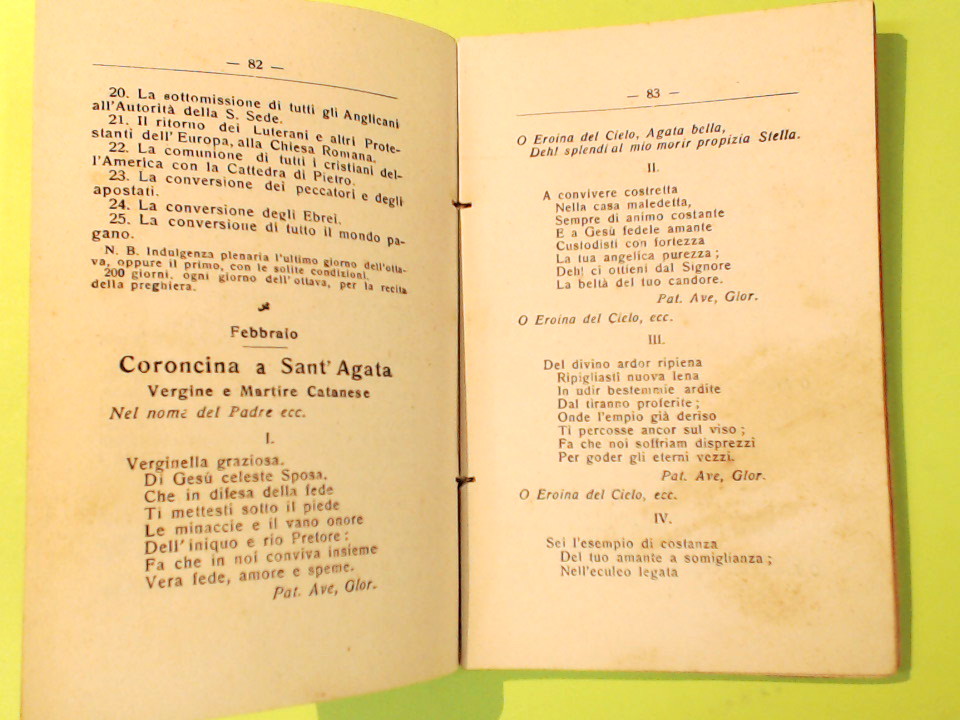 — 82 —
20. La sottomissione di tutti gli Anglicani
all'Autorità della S. Sede.
21. Il ritorno dei Luterani e altri Prote-
stanti dell'Europa, alla Chiesa Romana.
22. La comunione di tutti i cristiani del-
l'America con la Cattedra di Pietro.
23. La conversione dei peccatori e degli
apostati.
24. La conversione degli Ebrei.
25. La conversione di tutto il mondo pa-
gano.
N. B. Indulgenza plenaria l'ultimo giorno dell'otta-
va, oppure il primo, con le solite condizioni.
200 giorni, ogni giorno dell'ottava, per la recita
della preghiera.
Febbraio
Coroncina a Sant'Agata
Vergine e Martire Catanese
Nel nome del Padre ecc.
I.
Verginella graziosa.
Di Gesù celeste Sposa.
Che in difesa della fede
Ti mettesti sotto il piede
Le minaccie e il vano onore
Dell'iniquo e rio Pretore:
Fa che in noi conviva insieme
Vera fede, amore e speme.
Pat. Ave, Glor.
— 83 —
O Eroina del Cielo, Agata bella,
Deh! splendi al mio morir propizia Stella.
II.
A convivere costretta
Nella casa maledetta,
Sempre di animo costante
E a Gesù fedele amante
Custodisti con fortezza
La tua angelica purezza;
Deh! ci ottieni dal Signore
La beltà del tuo candore.
Pat. Ave, Glor.
O Eroina del Cielo, ecc.
III.
Del divino ardor ripiena
Ripigliasti nuova lena
In udir bestemmie ardite
Dal tiranno proferite;
Onde l'empio già deriso
Ti percosse ancor sul viso;
Fa che noi soffriam disprezzi
Per goder gli eterni vezzi.
Pat. Ave, Glor.
O Eroina del Cielo, ecc.
IV.
Sei l'esempio di costanza
Del tuo amante a somiglianza;
Nell'eculeo legata